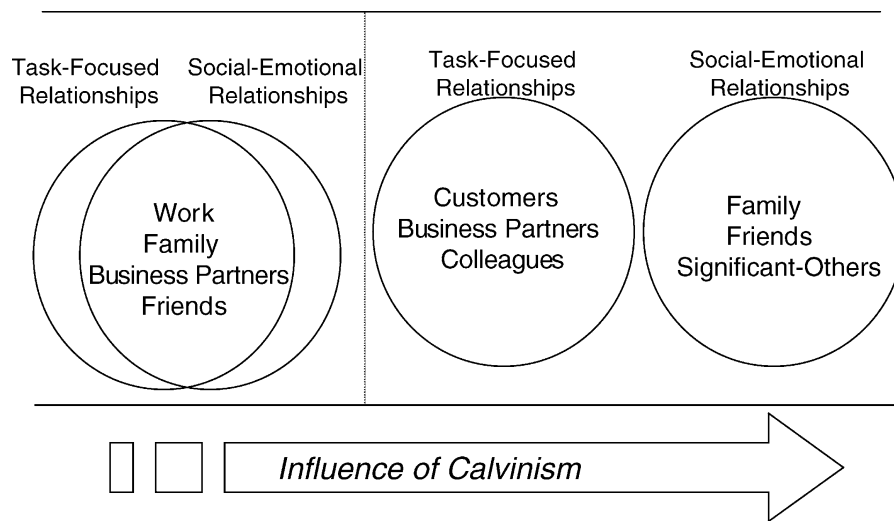 Task-Focused
Relationships
Social-Emotional
Relationships
Work
Family
Business Partners
Friends
Task-Focused
Relationships
Customers
Business Partners
Colleagues
Social-Emotional
Relationships
Family
Friends
Significant-Others
Influence of Calvinism